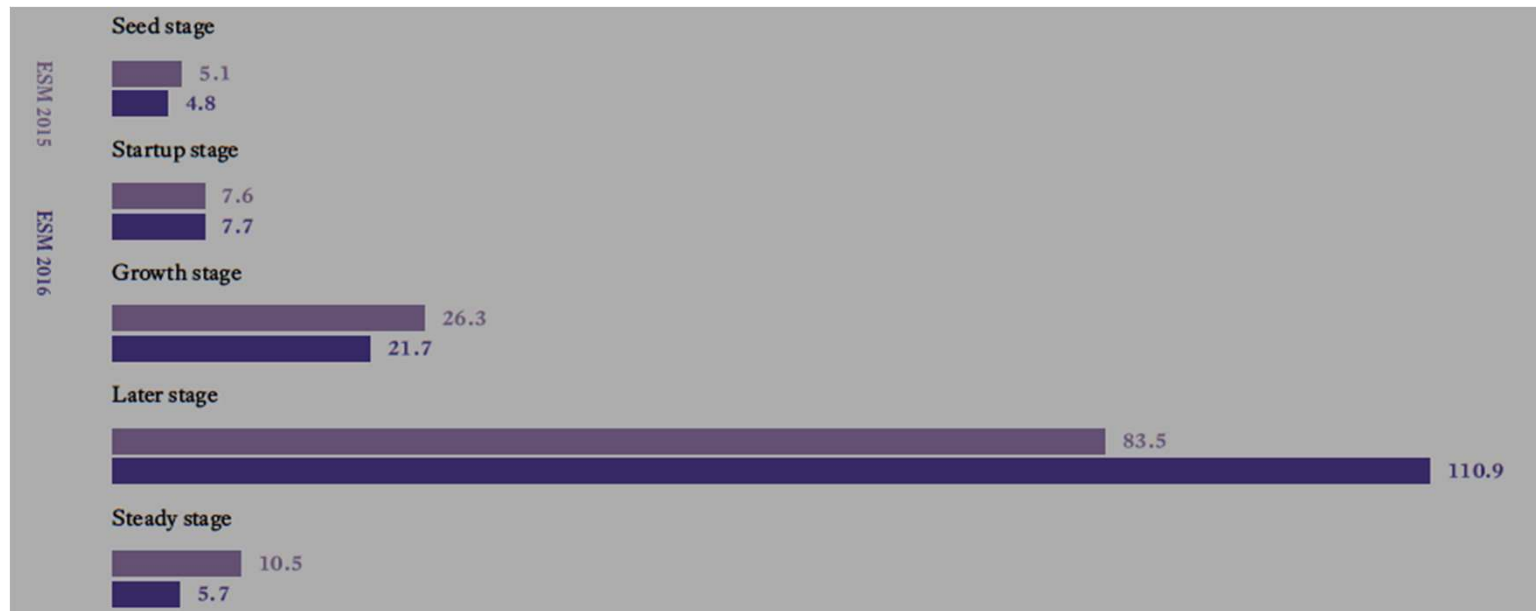 Seed stage
ESM 2015
5.1
4.8
Startup stage
7.6
ESM 2016
7.7
Growth stage
26.3
21.7
Later stage
83.5
110.9
Steady stage
10.5
5.7